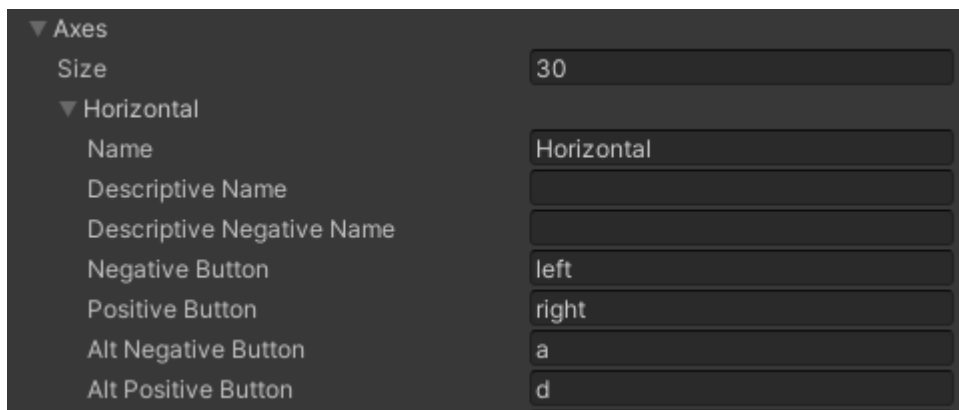 Axes
Size 30
Horizontal
Name Horizontal
Descriptive Name
Descriptive Negative Name
Negative Button left
Positive Button right
Alt Negative Button a
Alt Positive Button d